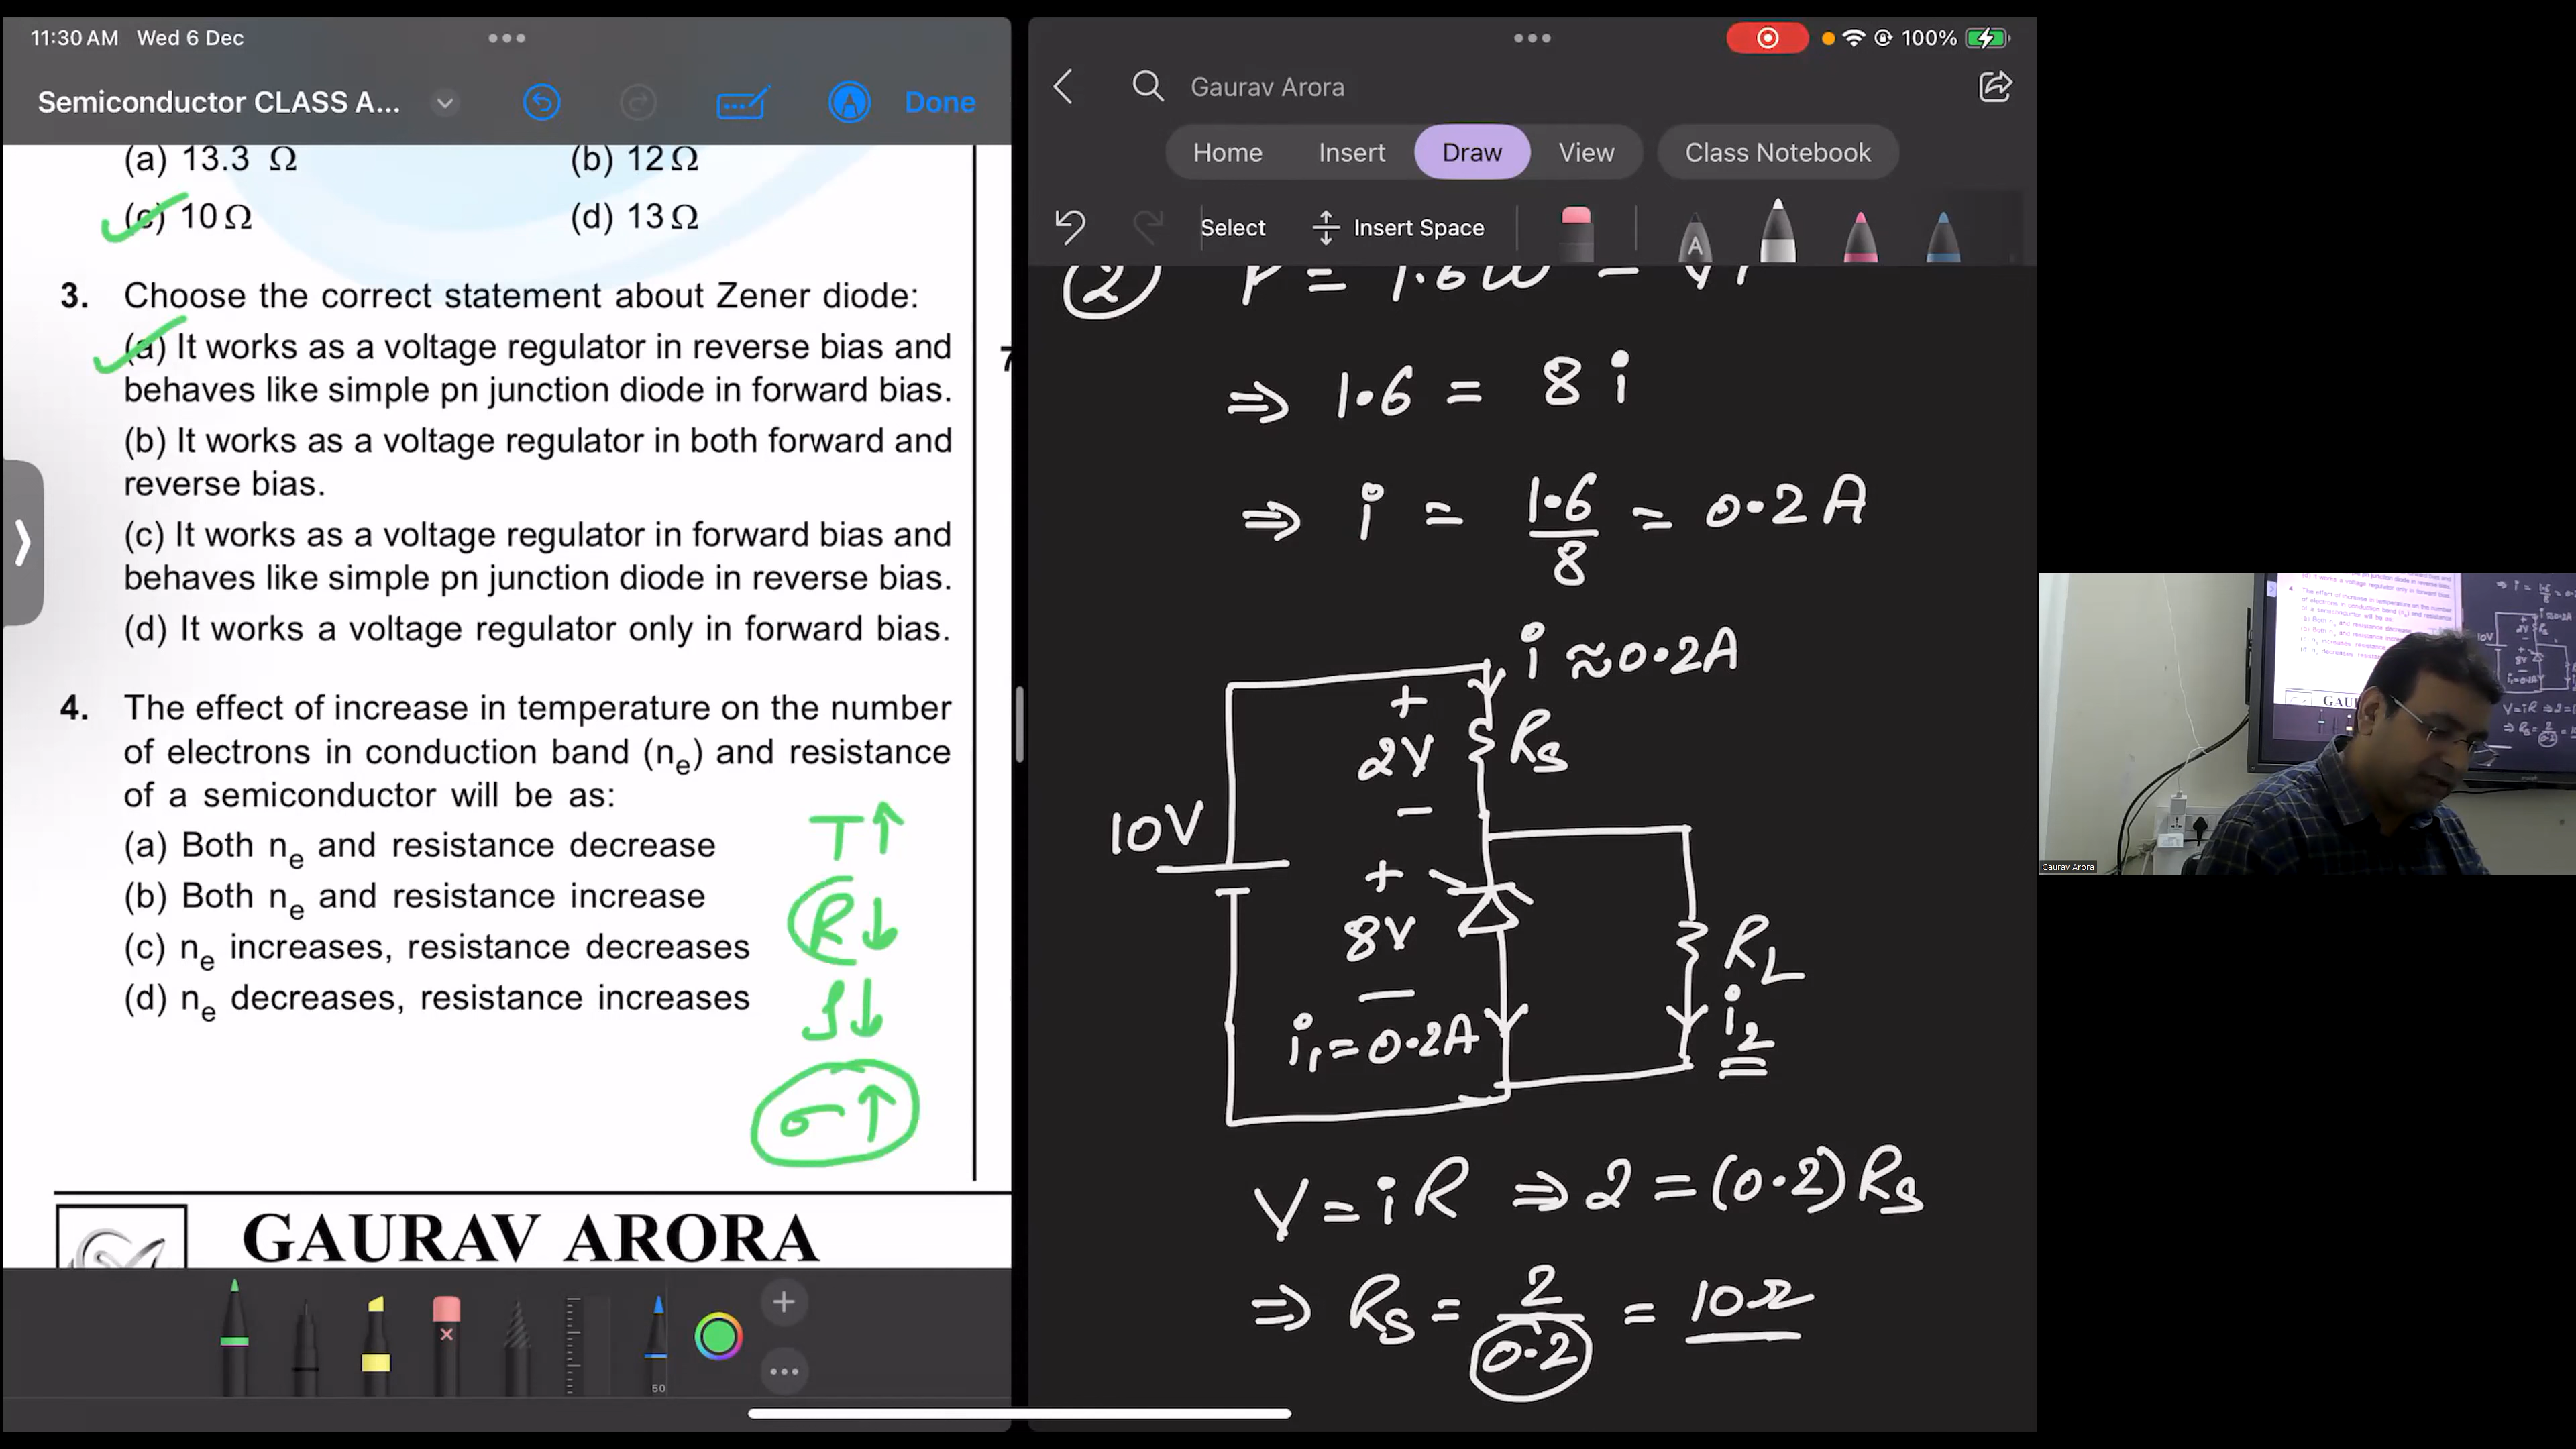 11:30 AM Wed 6 Dec
Semiconductor CLASS A...
Done
(a) 13.3 Ω (b) 12 Ω
(c) 10 Ω (d) 13 Ω
3. Choose the correct statement about Zener diode:
(a) It works as a voltage regulator in reverse bias and
behaves like simple pn junction diode in forward bias.
(b) It works as a voltage regulator in both forward and
reverse bias.
(c) It works as a voltage regulator in forward bias and
behaves like simple pn junction diode in reverse bias.
(d) It works a voltage regulator only in forward bias.
4. The effect of increase in temperature on the number
of electrons in conduction band (nₑ) and resistance
of a semiconductor will be as:
(a) Both nₑ and resistance decrease
(b) Both nₑ and resistance increase
(c) nₑ increases, resistance decreases
(d) nₑ decreases, resistance increases
T↑
R↓
ρ↓
σ↑
GAURAV ARORA
50
7
100%
Gaurav Arora
Home Insert Draw View Class Notebook
Select Insert Space
A
② P = 1.6W =
⇒ 1.6 = 8 i
⇒ i = 1.6/8 = 0.2 A
i ≈ 0.2A
+
2V
−
Rs
10V
+
8V
−
RL
i₁ = 0.2A
i₂
V = iR ⇒ 2 = (0.2) Rs
⇒ Rs = 2/0.2 = 10Ω
Gaurav Arora